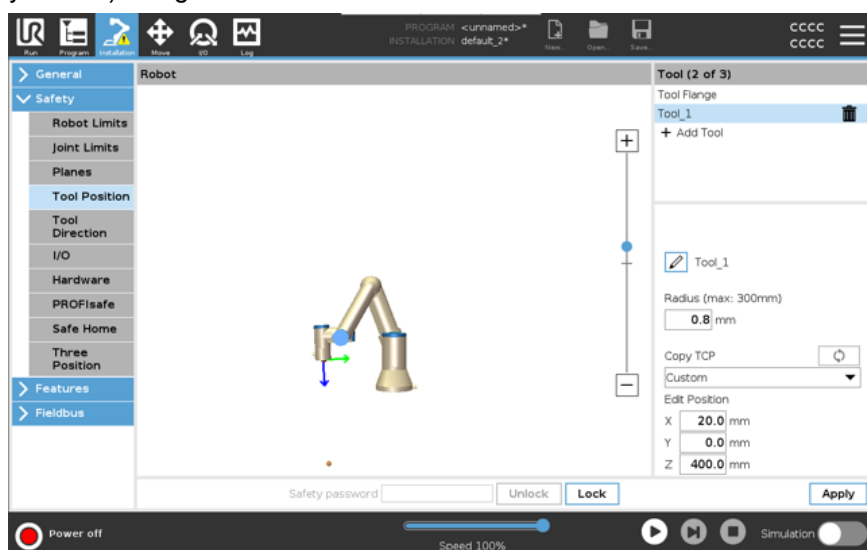 PROGRAM <unnamed>*
INSTALLATION default_2*
cccc
cccc
Run Program Installation Move I/O Log New... Open... Save...
General
Safety
Robot Limits
Joint Limits
Planes
Tool Position
Tool
Direction
I/O
Hardware
PROFIsafe
Safe Home
Three
Position
Features
Fieldbus
Robot
Tool (2 of 3)
Tool Flange
Tool_1
+ Add Tool
Tool_1
Radius (max: 300mm)
0.8 mm
Copy TCP
Custom
Edit Position
X 20.0 mm
Y 0.0 mm
Z 400.0 mm
Safety password Unlock Lock Apply
Power off
Speed 100%
Simulation